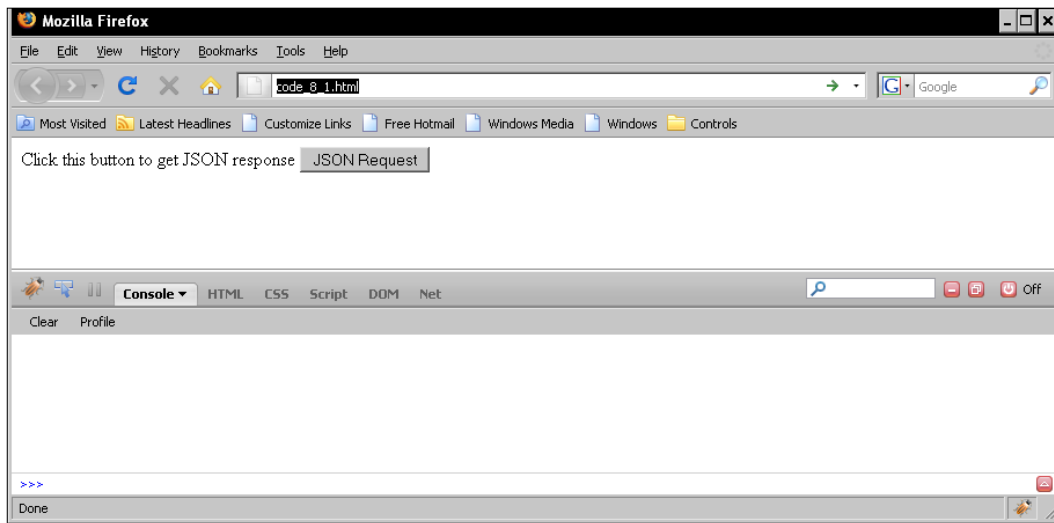 Mozilla Firefox
File Edit View History Bookmarks Tools Help
code_8_1.html G Google
Most Visited Latest Headlines Customize Links Free Hotmail Windows Media Windows Controls
Click this button to get JSON response JSON Request
Console HTML CSS Script DOM Net Off
Clear Profile
>>>
Done